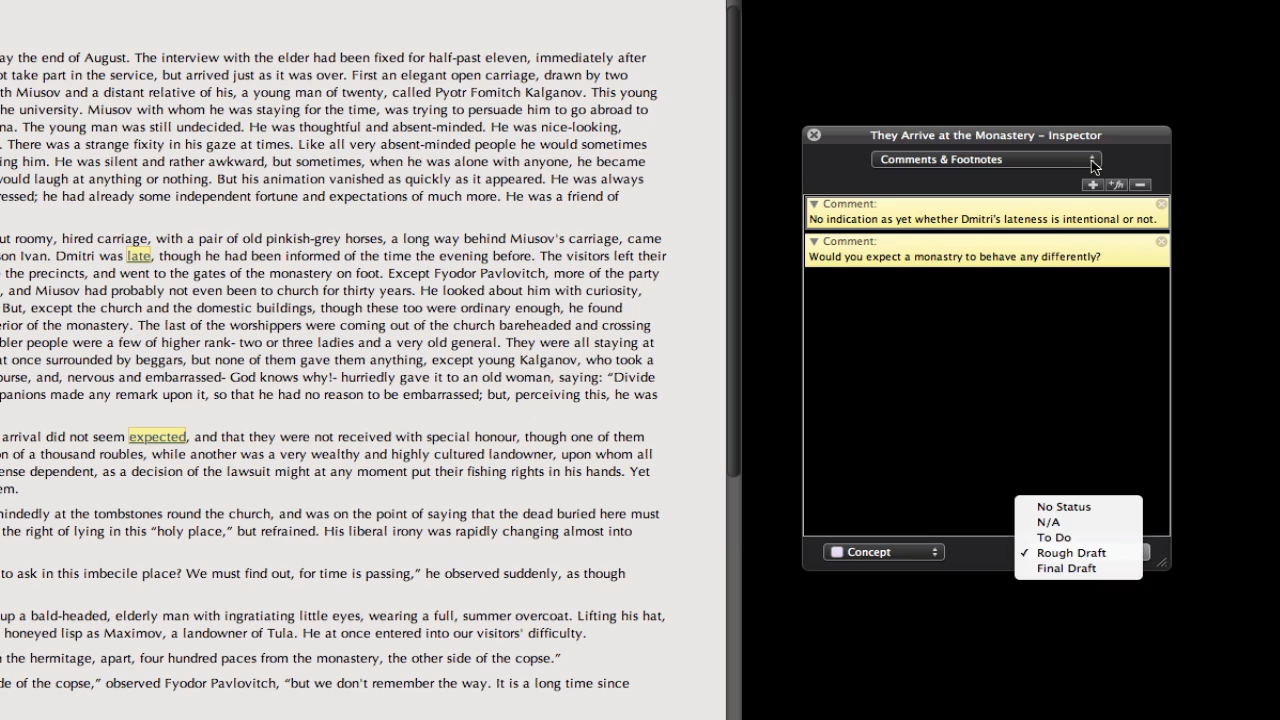 ay the end of August. The interview with the elder had been fixed for half-past eleven, immediately after
ot take part in the service, but arrived just as it was over. First an elegant open carriage, drawn by two
th Miusov and a distant relative of his, a young man of twenty, called Pyotr Fomitch Kalganov. This young
he university. Miusov with whom he was staying for the time, was trying to persuade him to go abroad to
na. The young man was still undecided. He was thoughtful and absent-minded. He was nice-looking,
. There was a strange fixity in his gaze at times. Like all very absent-minded people he would sometimes
ing him. He was silent and rather awkward, but sometimes, when he was alone with anyone, he became
vould laugh at anything or nothing. But his animation vanished as quickly as it appeared. He was always
ressed; he had already some independent fortune and expectations of much more. He was a friend of
ut roomy, hired carriage, with a pair of old pinkish-grey horses, a long way behind Miusov's carriage, came
son Ivan. Dmitri was late, though he had been informed of the time the evening before. The visitors left their
e the precincts, and went to the gates of the monastery on foot. Except Fyodor Pavlovitch, more of the party
, and Miusov had probably not even been to church for thirty years. He looked about him with curiosity,
But, except the church and the domestic buildings, though these too were ordinary enough, he found
erior of the monastery. The last of the worshippers were coming out of the church bareheaded and crossing
bler people were a few of higher rank- two or three ladies and a very old general. They were all staying at
at once surrounded by beggars, but none of them gave them anything, except young Kalganov, who took a
ourse, and, nervous and embarrassed- God knows why!- hurriedly gave it to an old woman, saying: “Divide
panions made any remark upon it, so that he had no reason to be embarrassed; but, perceiving this, he was
arrival did not seem expected, and that they were not received with special honour, though one of them
on of a thousand roubles, while another was a very wealthy and highly cultured landowner, upon whom all
ense dependent, as a decision of the lawsuit might at any moment put their fishing rights in his hands. Yet
em.
mindedly at the tombstones round the church, and was on the point of saying that the dead buried here must
the right of lying in this “holy place,” but refrained. His liberal irony was rapidly changing almost into
to ask in this imbecile place? We must find out, for time is passing,” he observed suddenly, as though
up a bald-headed, elderly man with ingratiating little eyes, wearing a full, summer overcoat. Lifting his hat,
honeyed lisp as Maximov, a landowner of Tula. He at once entered into our visitors' difficulty.
n the hermitage, apart, four hundred paces from the monastery, the other side of the copse.”
de of the copse,” observed Fyodor Pavlovitch, “but we don't remember the way. It is a long time since
They Arrive at the Monastery – Inspector
Comments & Footnotes
+fn
Comment:
No indication as yet whether Dmitri's lateness is intentional or not.
Comment:
Would you expect a monastry to behave any differently?
No Status
N/A
To Do
✓ Rough Draft
Final Draft
Concept